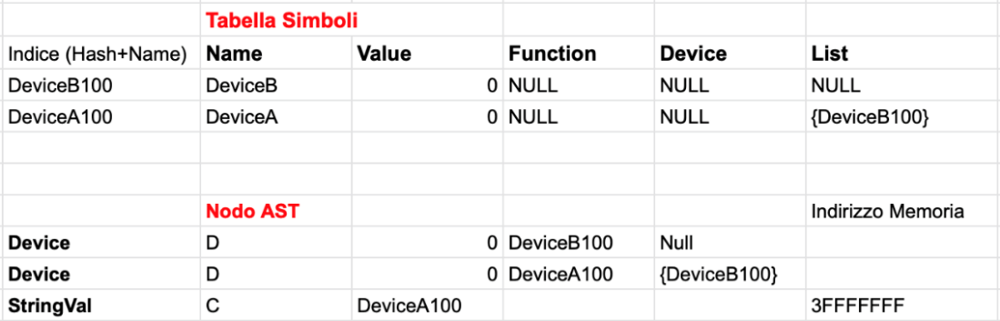 Tabella Simboli
Indice (Hash+Name) Name Value Function Device List
DeviceB100 DeviceB 0 NULL NULL NULL
DeviceA100 DeviceA 0 NULL NULL {DeviceB100}
Nodo AST Indirizzo Memoria
Device D 0 DeviceB100 Null
Device D 0 DeviceA100 {DeviceB100}
StringVal C DeviceA100 3FFFFFFF